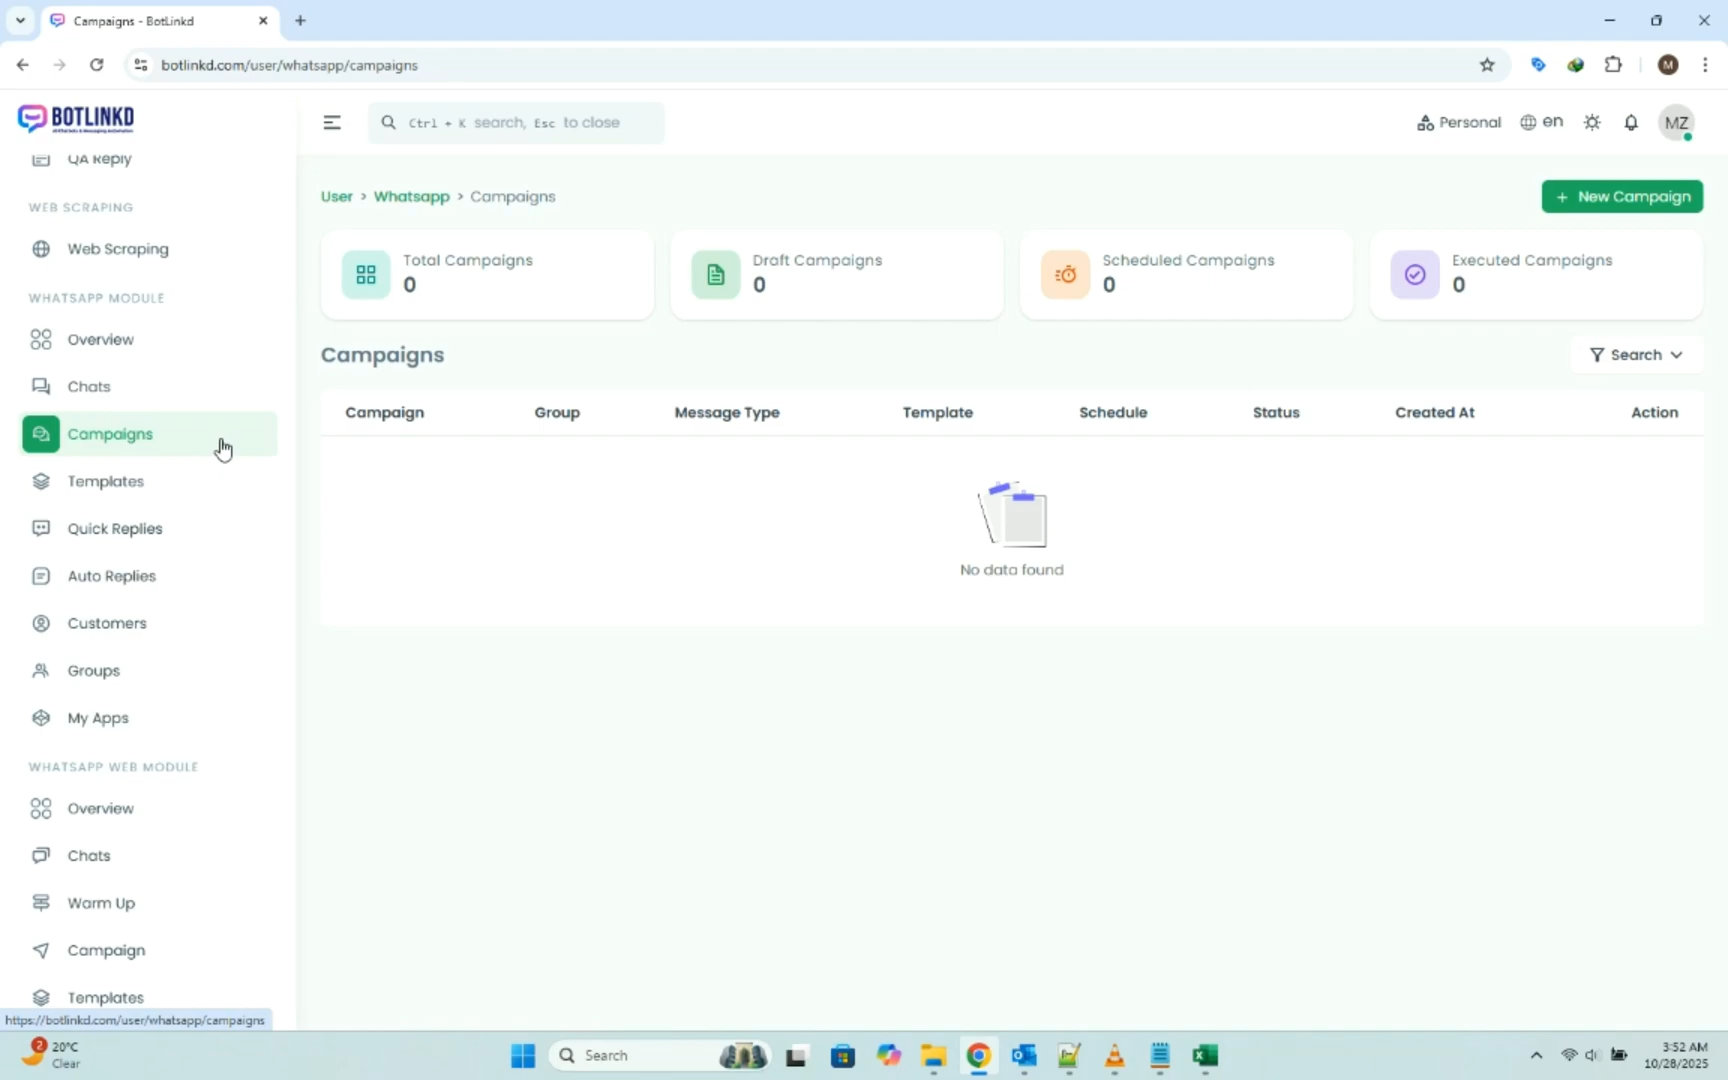 Campaigns - BotLinkd
botlinkd.com/user/whatsapp/campaigns
M
BOTLINKD
Ctrl + K search, Esc to close
Personal
en
MZ
QA Reply
WEB SCRAPING
Web Scraping
WHATSAPP MODULE
Overview
Chats
Campaigns
Templates
Quick Replies
Auto Replies
Customers
Groups
My Apps
WHATSAPP WEB MODULE
Overview
Chats
Warm Up
Campaign
Templates
https://botlinkd.com/user/whatsapp/campaigns
User > Whatsapp > Campaigns
+ New Campaign
Total Campaigns
0
Draft Campaigns
0
Scheduled Campaigns
0
Executed Campaigns
0
Campaigns
Search
Campaign Group Message Type Template Schedule Status Created At Action
No data found
2
20°C
Clear
Search
3:52 AM
10/28/2025